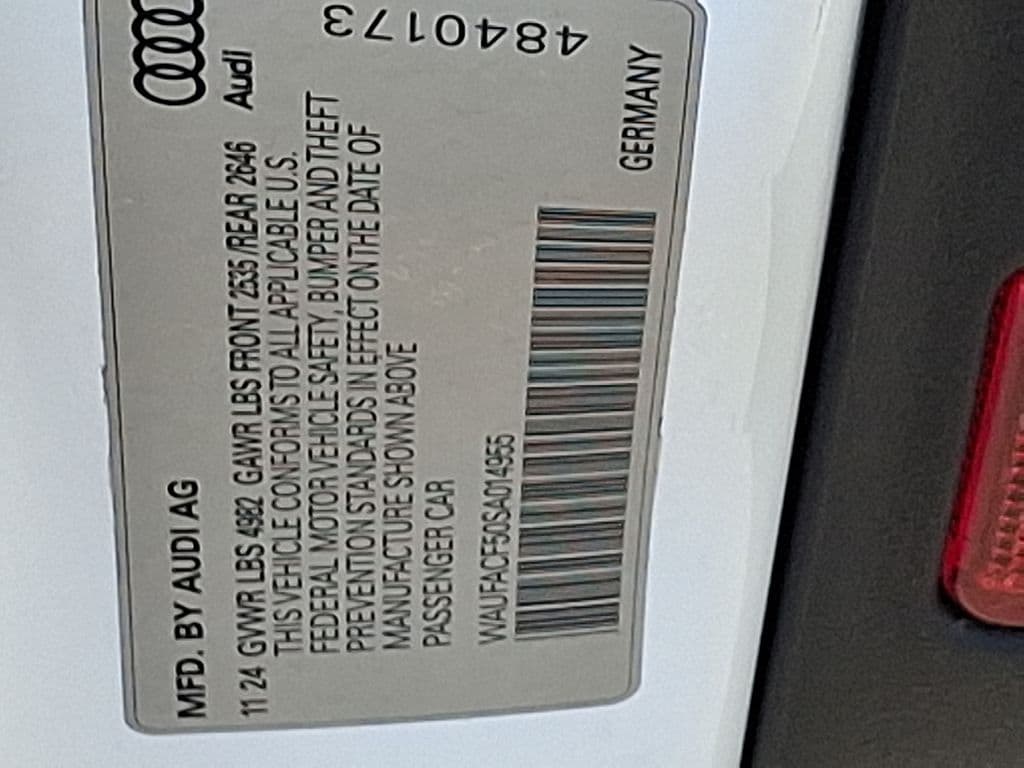 MFD. BY AUDI AG
11 24 GVWR LBS 4982 GAWR LBS FRONT 2535 /REAR 2646
Audi
THIS VEHICLE CONFORMS TO ALL APPLICABLE U.S.
FEDERAL MOTOR VEHICLE SAFETY, BUMPER AND THEFT
PREVENTION STANDARDS IN EFFECT ON THE DATE OF
MANUFACTURE SHOWN ABOVE
PASSENGER CAR
4840173
WAUFACF50SA014955
GERMANY